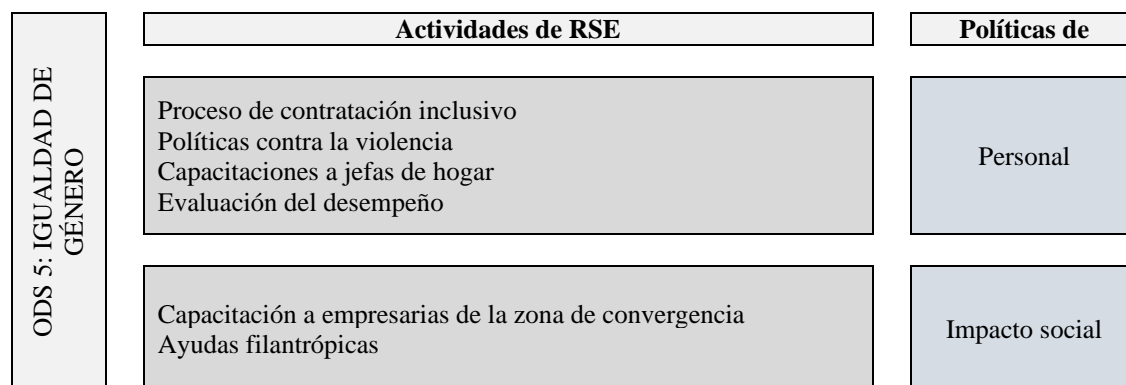 Actividades de RSE
Políticas de
ODS 5: IGUALDAD DE
GÉNERO
Proceso de contratación inclusivo
Políticas contra la violencia
Capacitaciones a jefas de hogar
Evaluación del desempeño
Personal
Capacitación a empresarias de la zona de convergencia
Ayudas filantrópicas
Impacto social